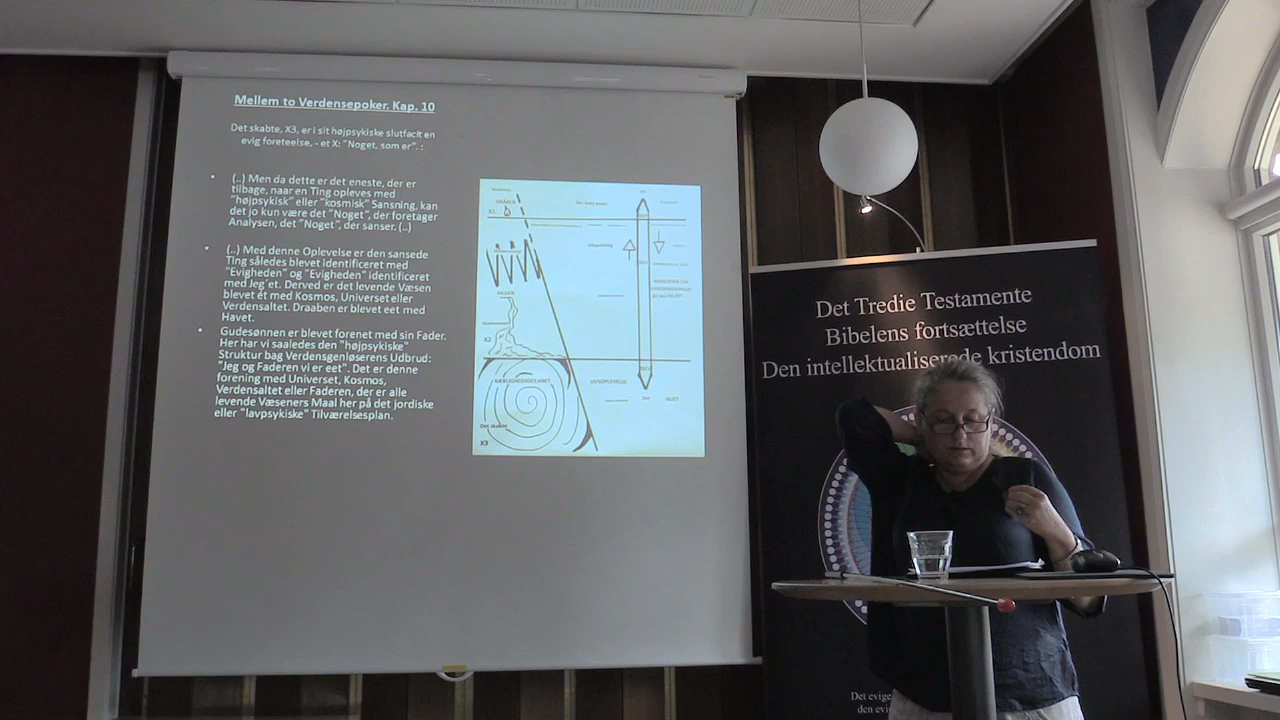 Mellem to Verdensepoker. Kap. 10
Det skabte, X3, er i sit højpsykiske slutfacit en
evig foreteelse, - et X: "Noget, som er". :
• (..) Men da dette er det eneste, der er
tilbage, naar en Ting opleves med
"højpsykisk" eller "kosmisk" Sansning, kan
det jo kun være det "Noget", der foretager
Analysen, det "Noget", der sanser. (..)
• (..) Med denne Oplevelse er den sansede
Ting således blevet identificeret med
"Evigheden" og "Evigheden" identificeret
med Jeg'et. Derved er det levende Væsen
blevet ét med Kosmos, Universet eller
Verdensaltet. Draaben er blevet eet med
Havet.
• Gudesønnen er blevet forenet med sin Fader.
Her har vi saaledes den "højpsykiske"
Struktur bag Verdensgenløserens Udbrud:
"Jeg og Faderen vi er eet". Det er denne
forening med Universet, Kosmos,
Verdensaltet eller Faderen, der er alle
levende Væseners Maal her på det jordiske
eller "lavpsykiske" Tilværelsesplan.
X1
X2
KÆRLIGHEDSOCEANET
LIVSOPLEVELSE
Det skabte
X3
Det Tredie Testamente
Bibelens fortsættelse
Den intellektualiserede kristendom
Det evige
den evi